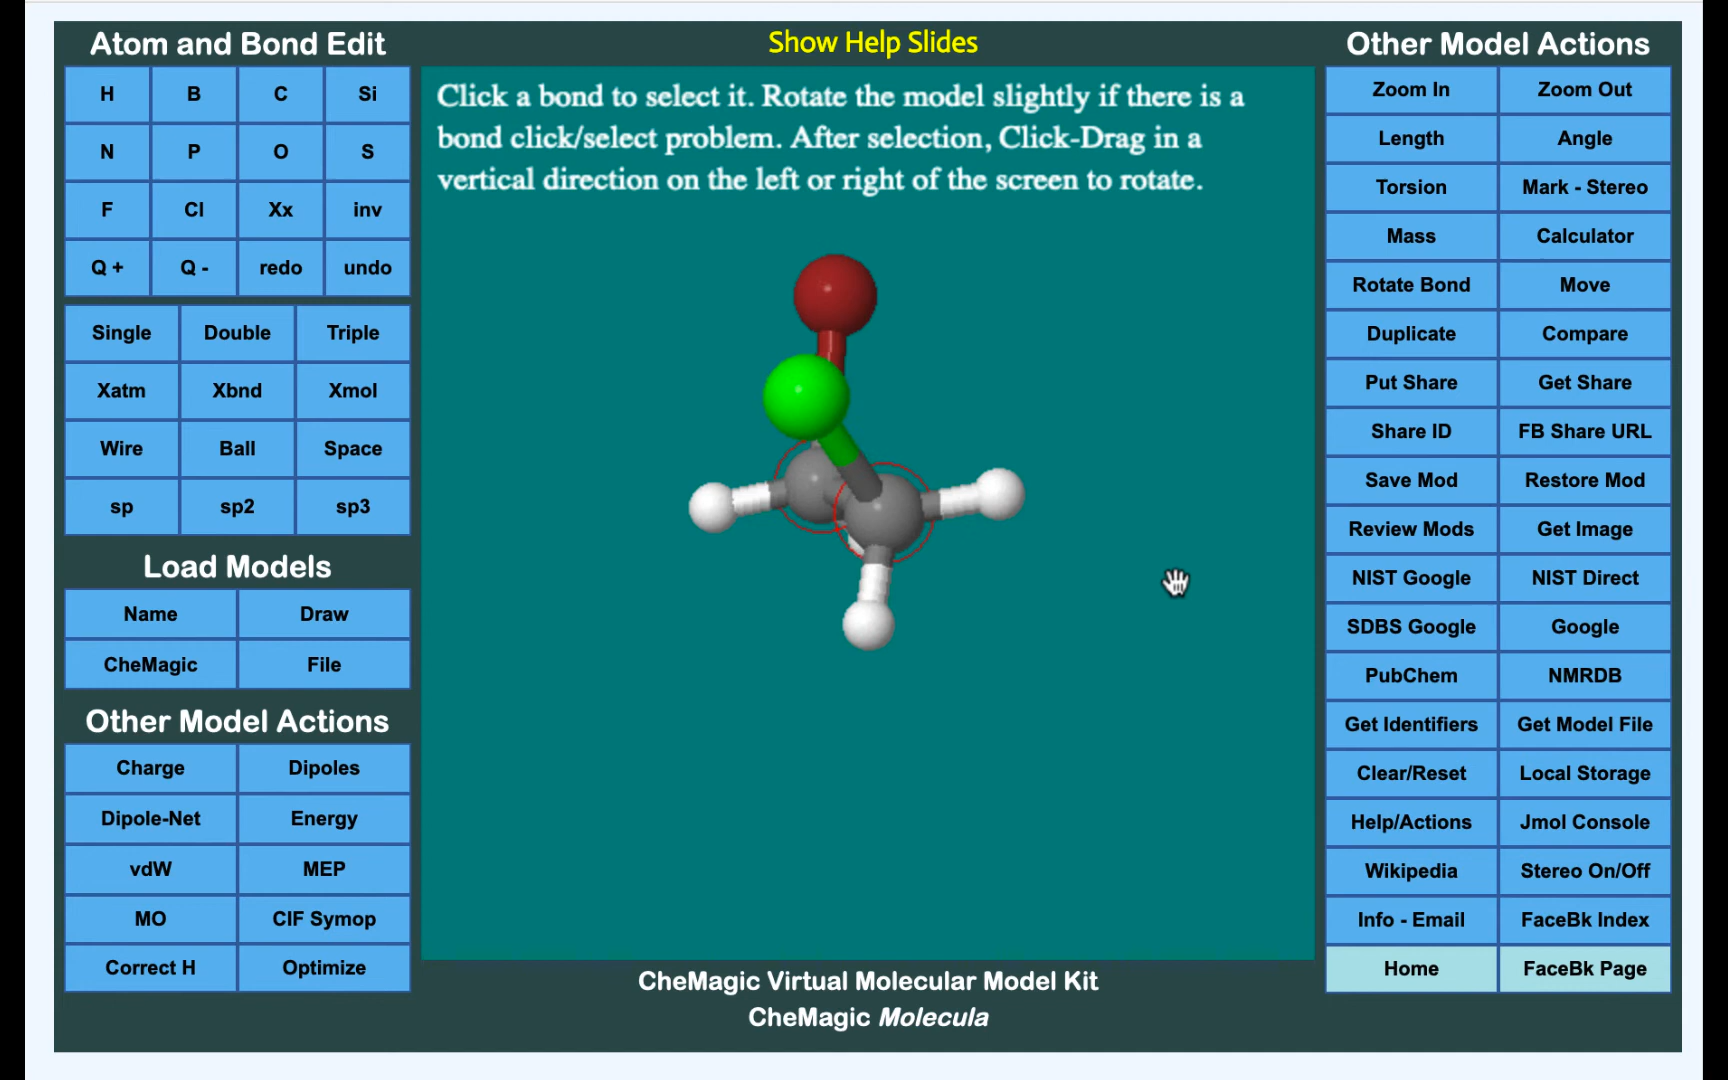 Atom and Bond Edit
H B C Si
N P O S
F Cl Xx inv
Q + Q - redo undo
Single Double Triple
Xatm Xbnd Xmol
Wire Ball Space
sp sp2 sp3
Load Models
Name Draw
CheMagic File
Other Model Actions
Charge Dipoles
Dipole-Net Energy
vdW MEP
MO CIF Symop
Correct H Optimize
Show Help Slides
Click a bond to select it. Rotate the model slightly if there is a
bond click/select problem. After selection, Click-Drag in a
vertical direction on the left or right of the screen to rotate.
CheMagic Virtual Molecular Model Kit
CheMagic Molecula
Other Model Actions
Zoom In Zoom Out
Length Angle
Torsion Mark - Stereo
Mass Calculator
Rotate Bond Move
Duplicate Compare
Put Share Get Share
Share ID FB Share URL
Save Mod Restore Mod
Review Mods Get Image
NIST Google NIST Direct
SDBS Google Google
PubChem NMRDB
Get Identifiers Get Model File
Clear/Reset Local Storage
Help/Actions Jmol Console
Wikipedia Stereo On/Off
Info - Email FaceBk Index
Home FaceBk Page